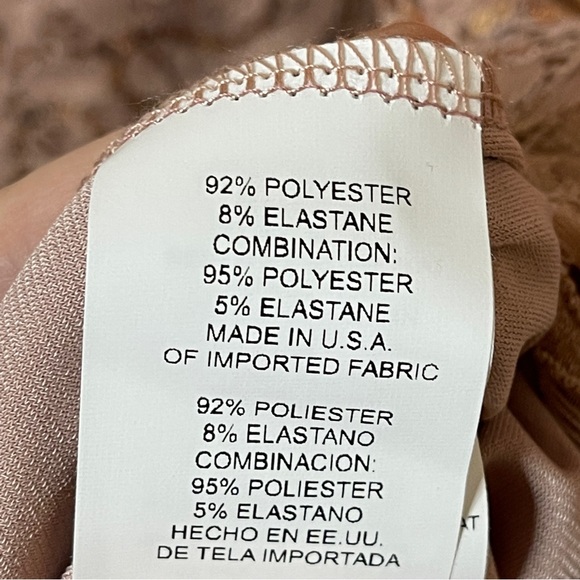 92% POLYESTER
8% ELASTANE
COMBINATION:
95% POLYESTER
5% ELASTANE
MADE IN U.S.A.
OF IMPORTED FABRIC
92% POLIESTER
8% ELASTANO
COMBINACION:
95% POLIESTER
5% ELASTANO
HECHO EN EE.UU.
DE TELA IMPORTADA